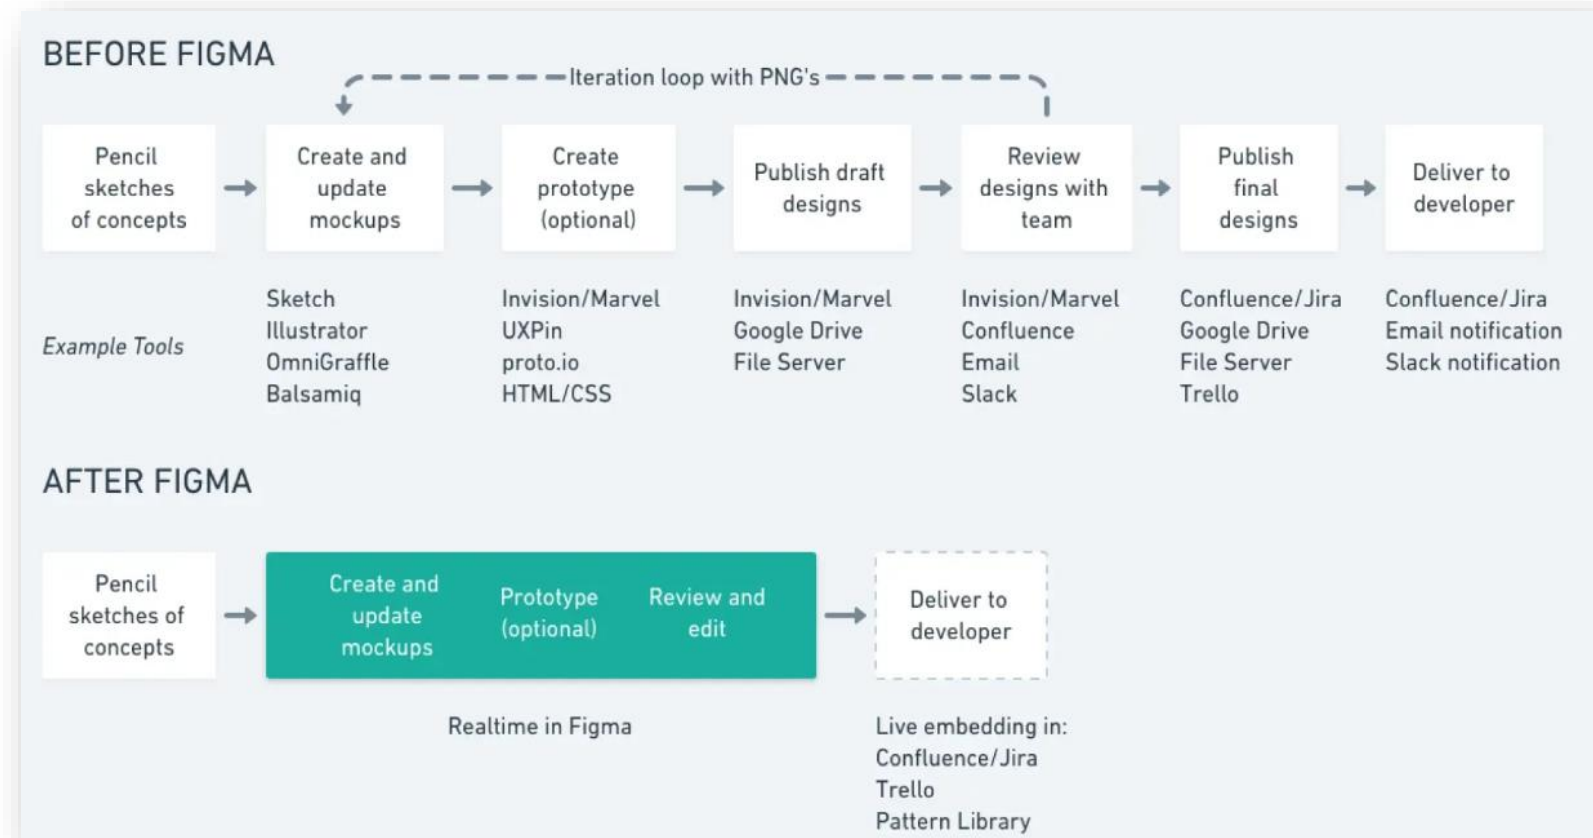 BEFORE FIGMA
Iteration loop with PNG's
Pencil
sketches
of concepts
Create and
update
mockups
Create
prototype
(optional)
Publish draft
designs
Review
designs with
team
Publish
final
designs
Deliver to
developer
Example Tools
Sketch
Illustrator
OmniGraffle
Balsamiq
Invision/Marvel
UXPin
proto.io
HTML/CSS
Invision/Marvel
Google Drive
File Server
Invision/Marvel
Confluence
Email
Slack
Confluence/Jira
Google Drive
File Server
Trello
Confluence/Jira
Email notification
Slack notification
AFTER FIGMA
Pencil
sketches of
concepts
Create and
update
mockups
Prototype
(optional)
Review and
edit
Deliver to
developer
Realtime in Figma
Live embedding in:
Confluence/Jira
Trello
Pattern Library